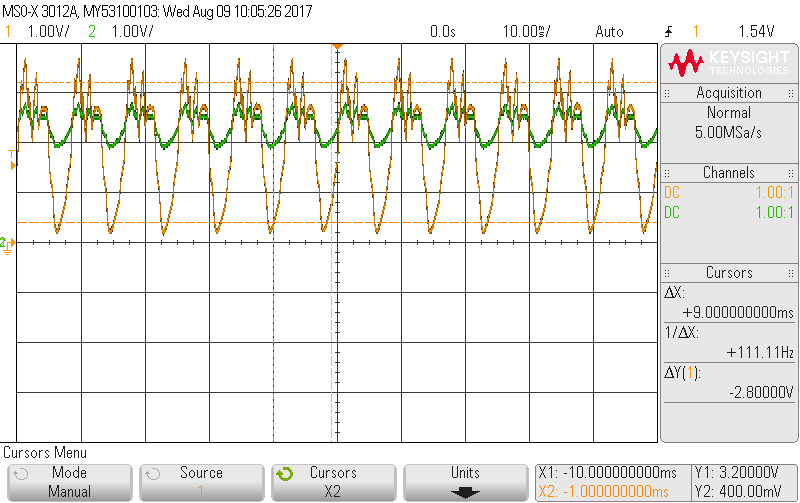 MSO-X 3012A, MY53100103: Wed Aug 09 10:05:26 2017
1 1.00V/ 2 1.00V/ 0.0s 10.00ms/ Auto 1 1.54V
KEYSIGHT
TECHNOLOGIES
Acquisition
Normal
5.00MSa/s
Channels
DC 1.00:1
DC 1.00:1
Cursors
ΔX:
+9.000000000ms
1/ΔX:
+111.11Hz
ΔY(1):
-2.80000V
T
2
Cursors Menu
Mode
Manual
Source
1
Cursors
X2
Units
X1: -10.000000000ms
X2: -1.000000000ms
Y1: 3.20000V
Y2: 400.00mV